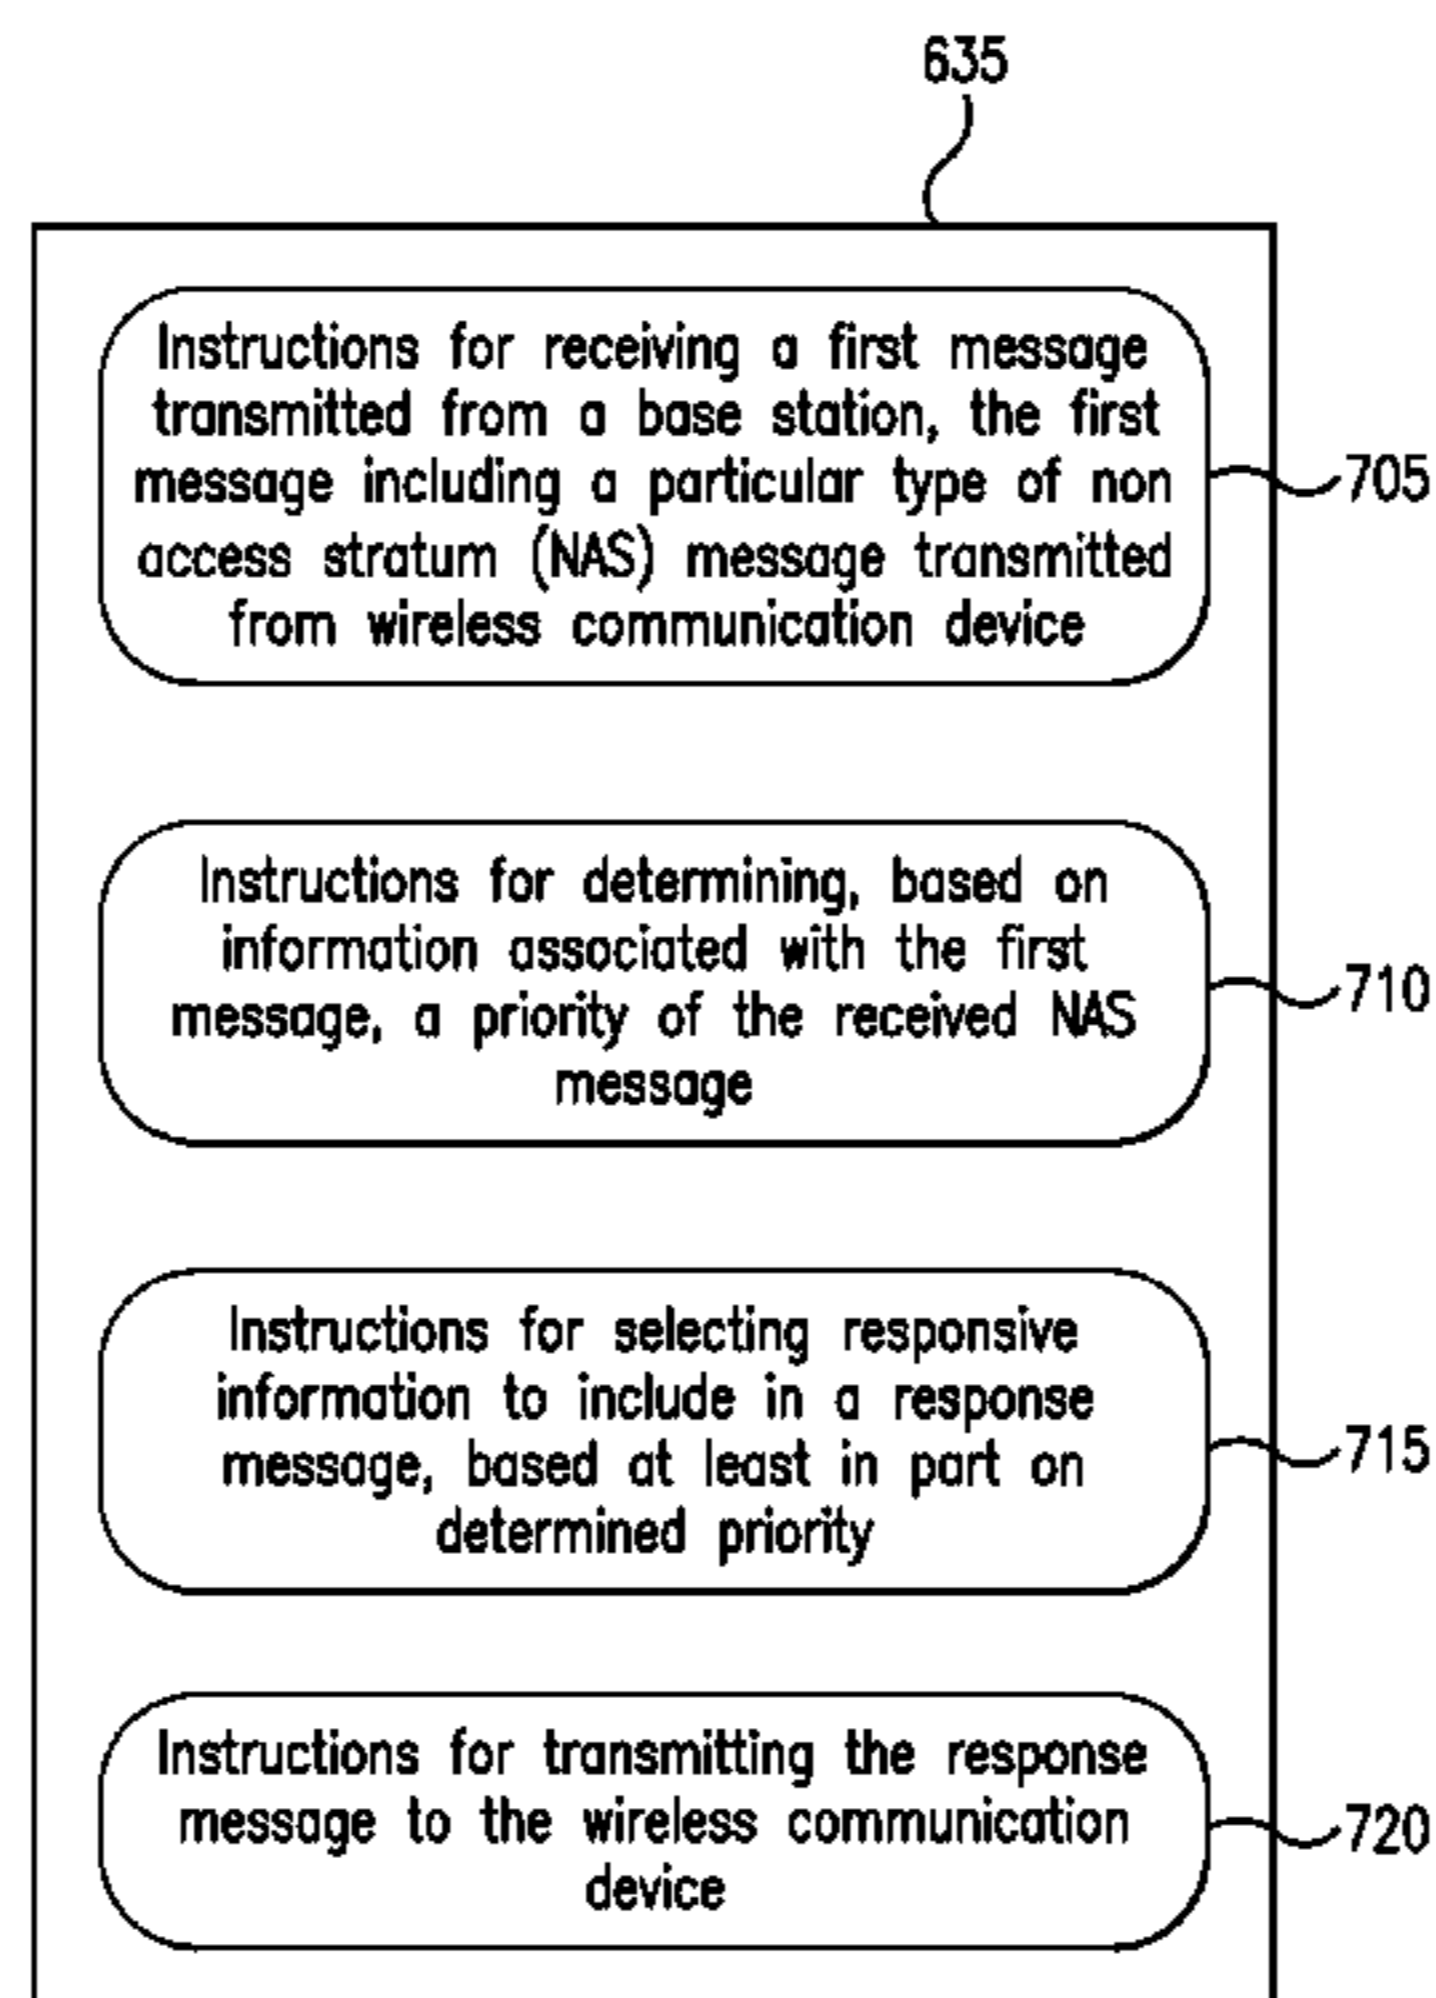 635
Instructions for receiving a first message
transmitted from a base station, the first
message including a particular type of non
access stratum (NAS) message transmitted
from wireless communication device
705
Instructions for determining, based on
information associated with the first
message, a priority of the received NAS
message
710
Instructions for selecting responsive
information to include in a response
message, based at least in part on
determined priority
715
Instructions for transmitting the response
message to the wireless communication
device
720